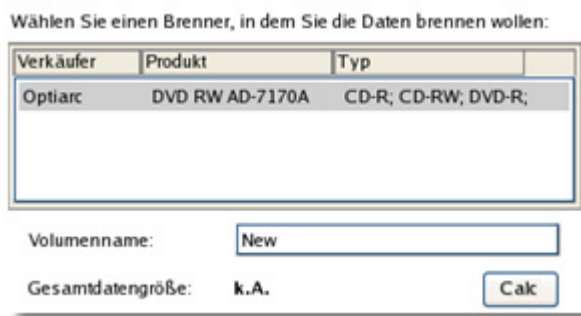 Wählen Sie einen Brenner, in dem Sie die Daten brennen wollen:
Verkäufer Produkt Typ
Optiarc DVD RW AD-7170A CD-R; CD-RW; DVD-R;
Volumenname: New
Gesamtdatengröße: k.A. Calc